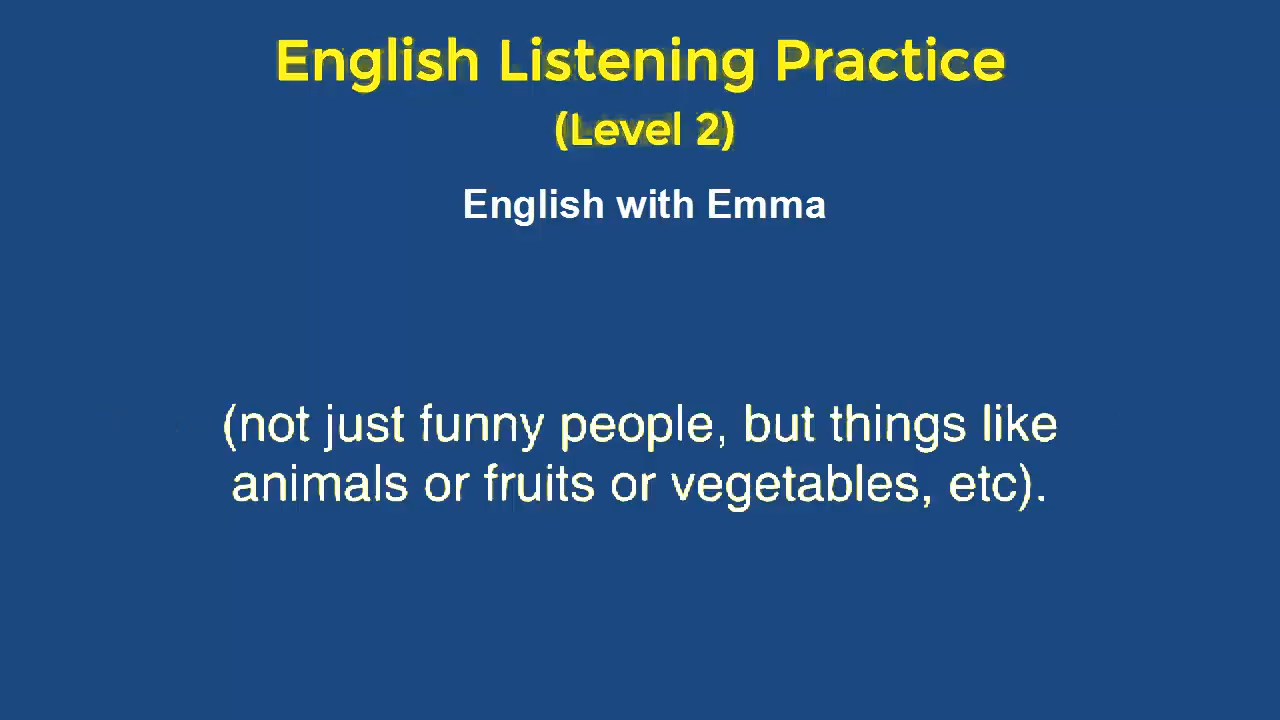 English Listening Practice
(Level 2)
English with Emma
(not just funny people, but things like
animals or fruits or vegetables, etc).